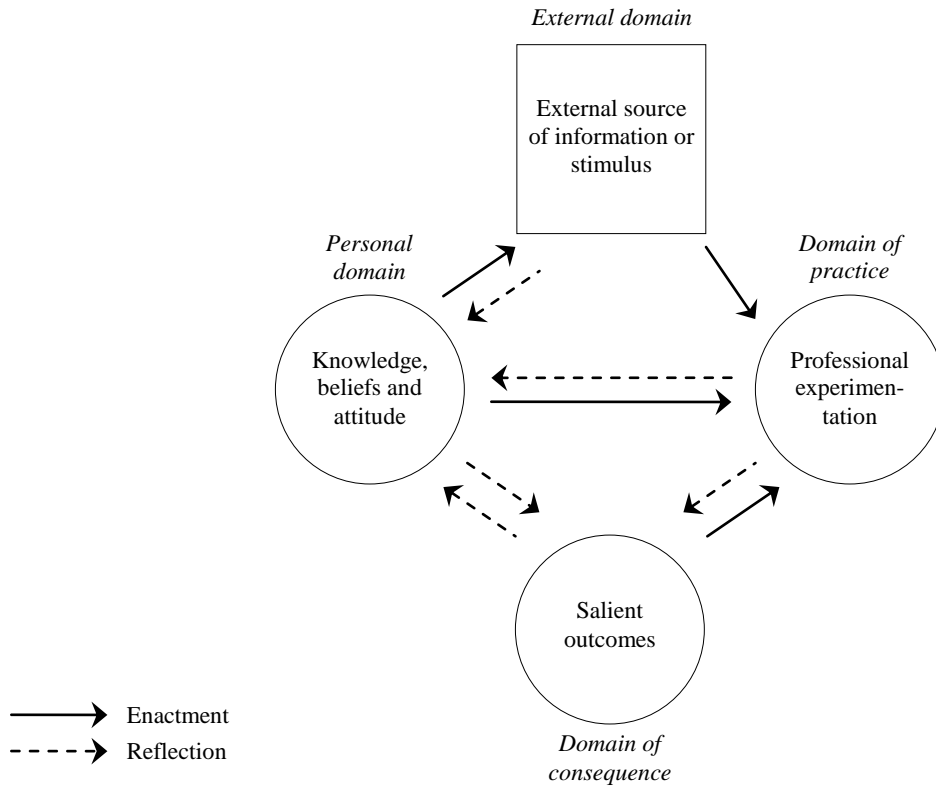 External domain
External source
of information or
stimulus
Personal
domain
Domain of
practice
Knowledge,
beliefs and
attitude
Professional
experimen-
tation
Salient
outcomes
Enactment
Reflection
Domain of
consequence